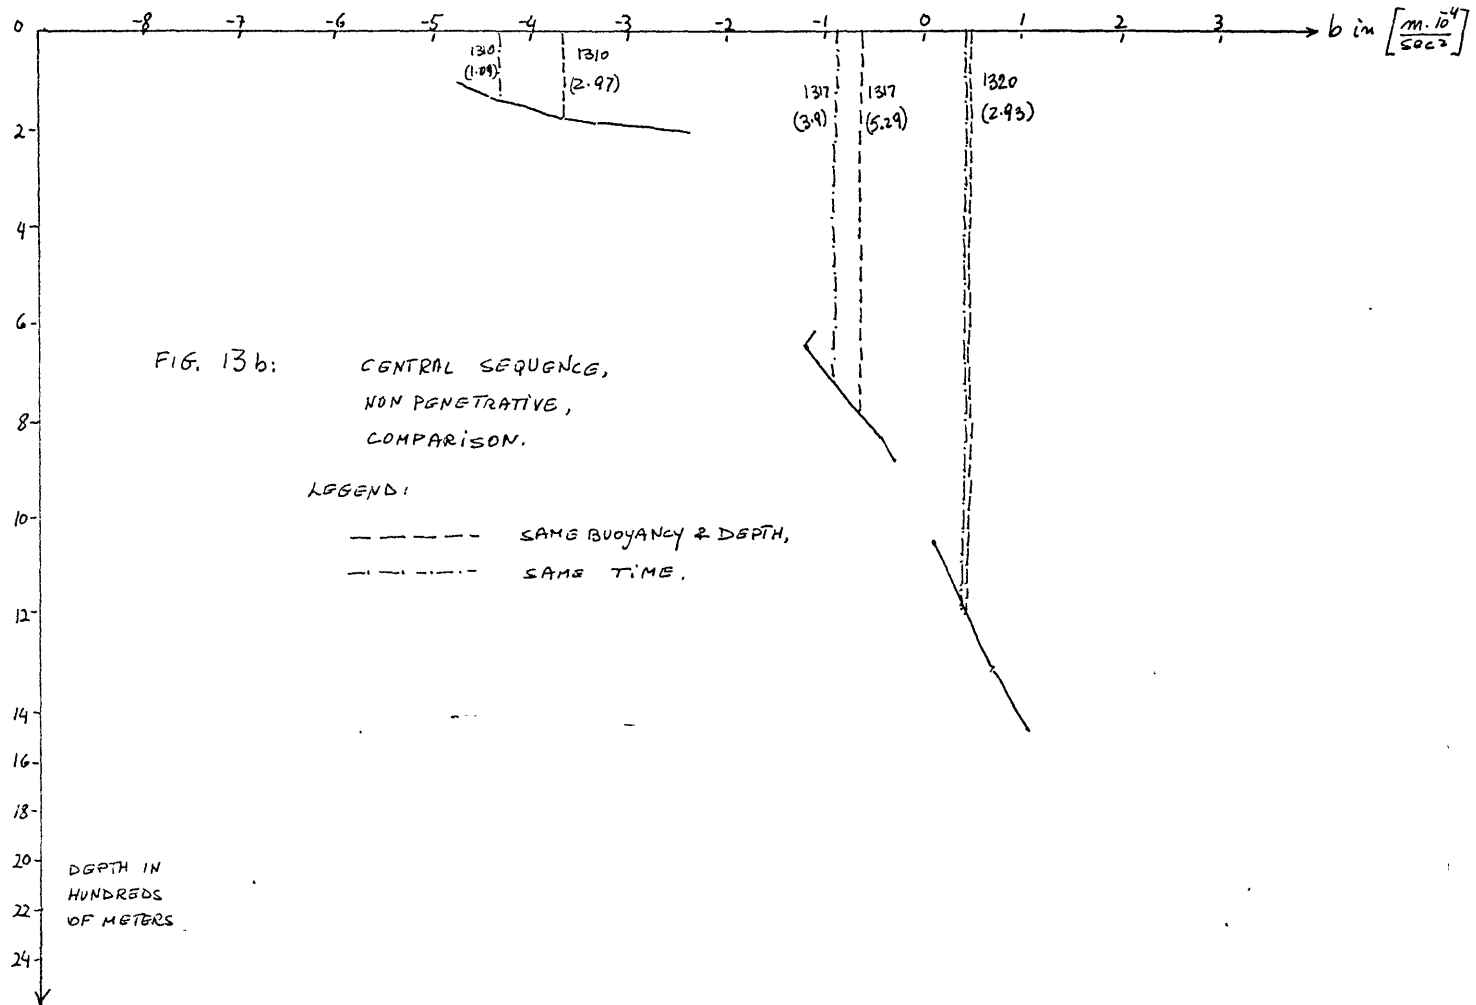 0 -8 -7 -6 -5 -4 -3 -2 -1 0 1 2 3 b in [m.10^-4 / sec²]
1310
(1.09)
1310
(2.97)
1317
(3.9)
1317
(5.29)
1320
(2.93)
2
4
6
FIG. 13b: CENTRAL SEQUENCE,
NON PENETRATIVE,
COMPARISON.
8
LEGEND:
10
SAME BUOYANCY & DEPTH,
SAME TIME.
12
14
16
18
20
DEPTH IN
HUNDREDS
OF METERS
22
24